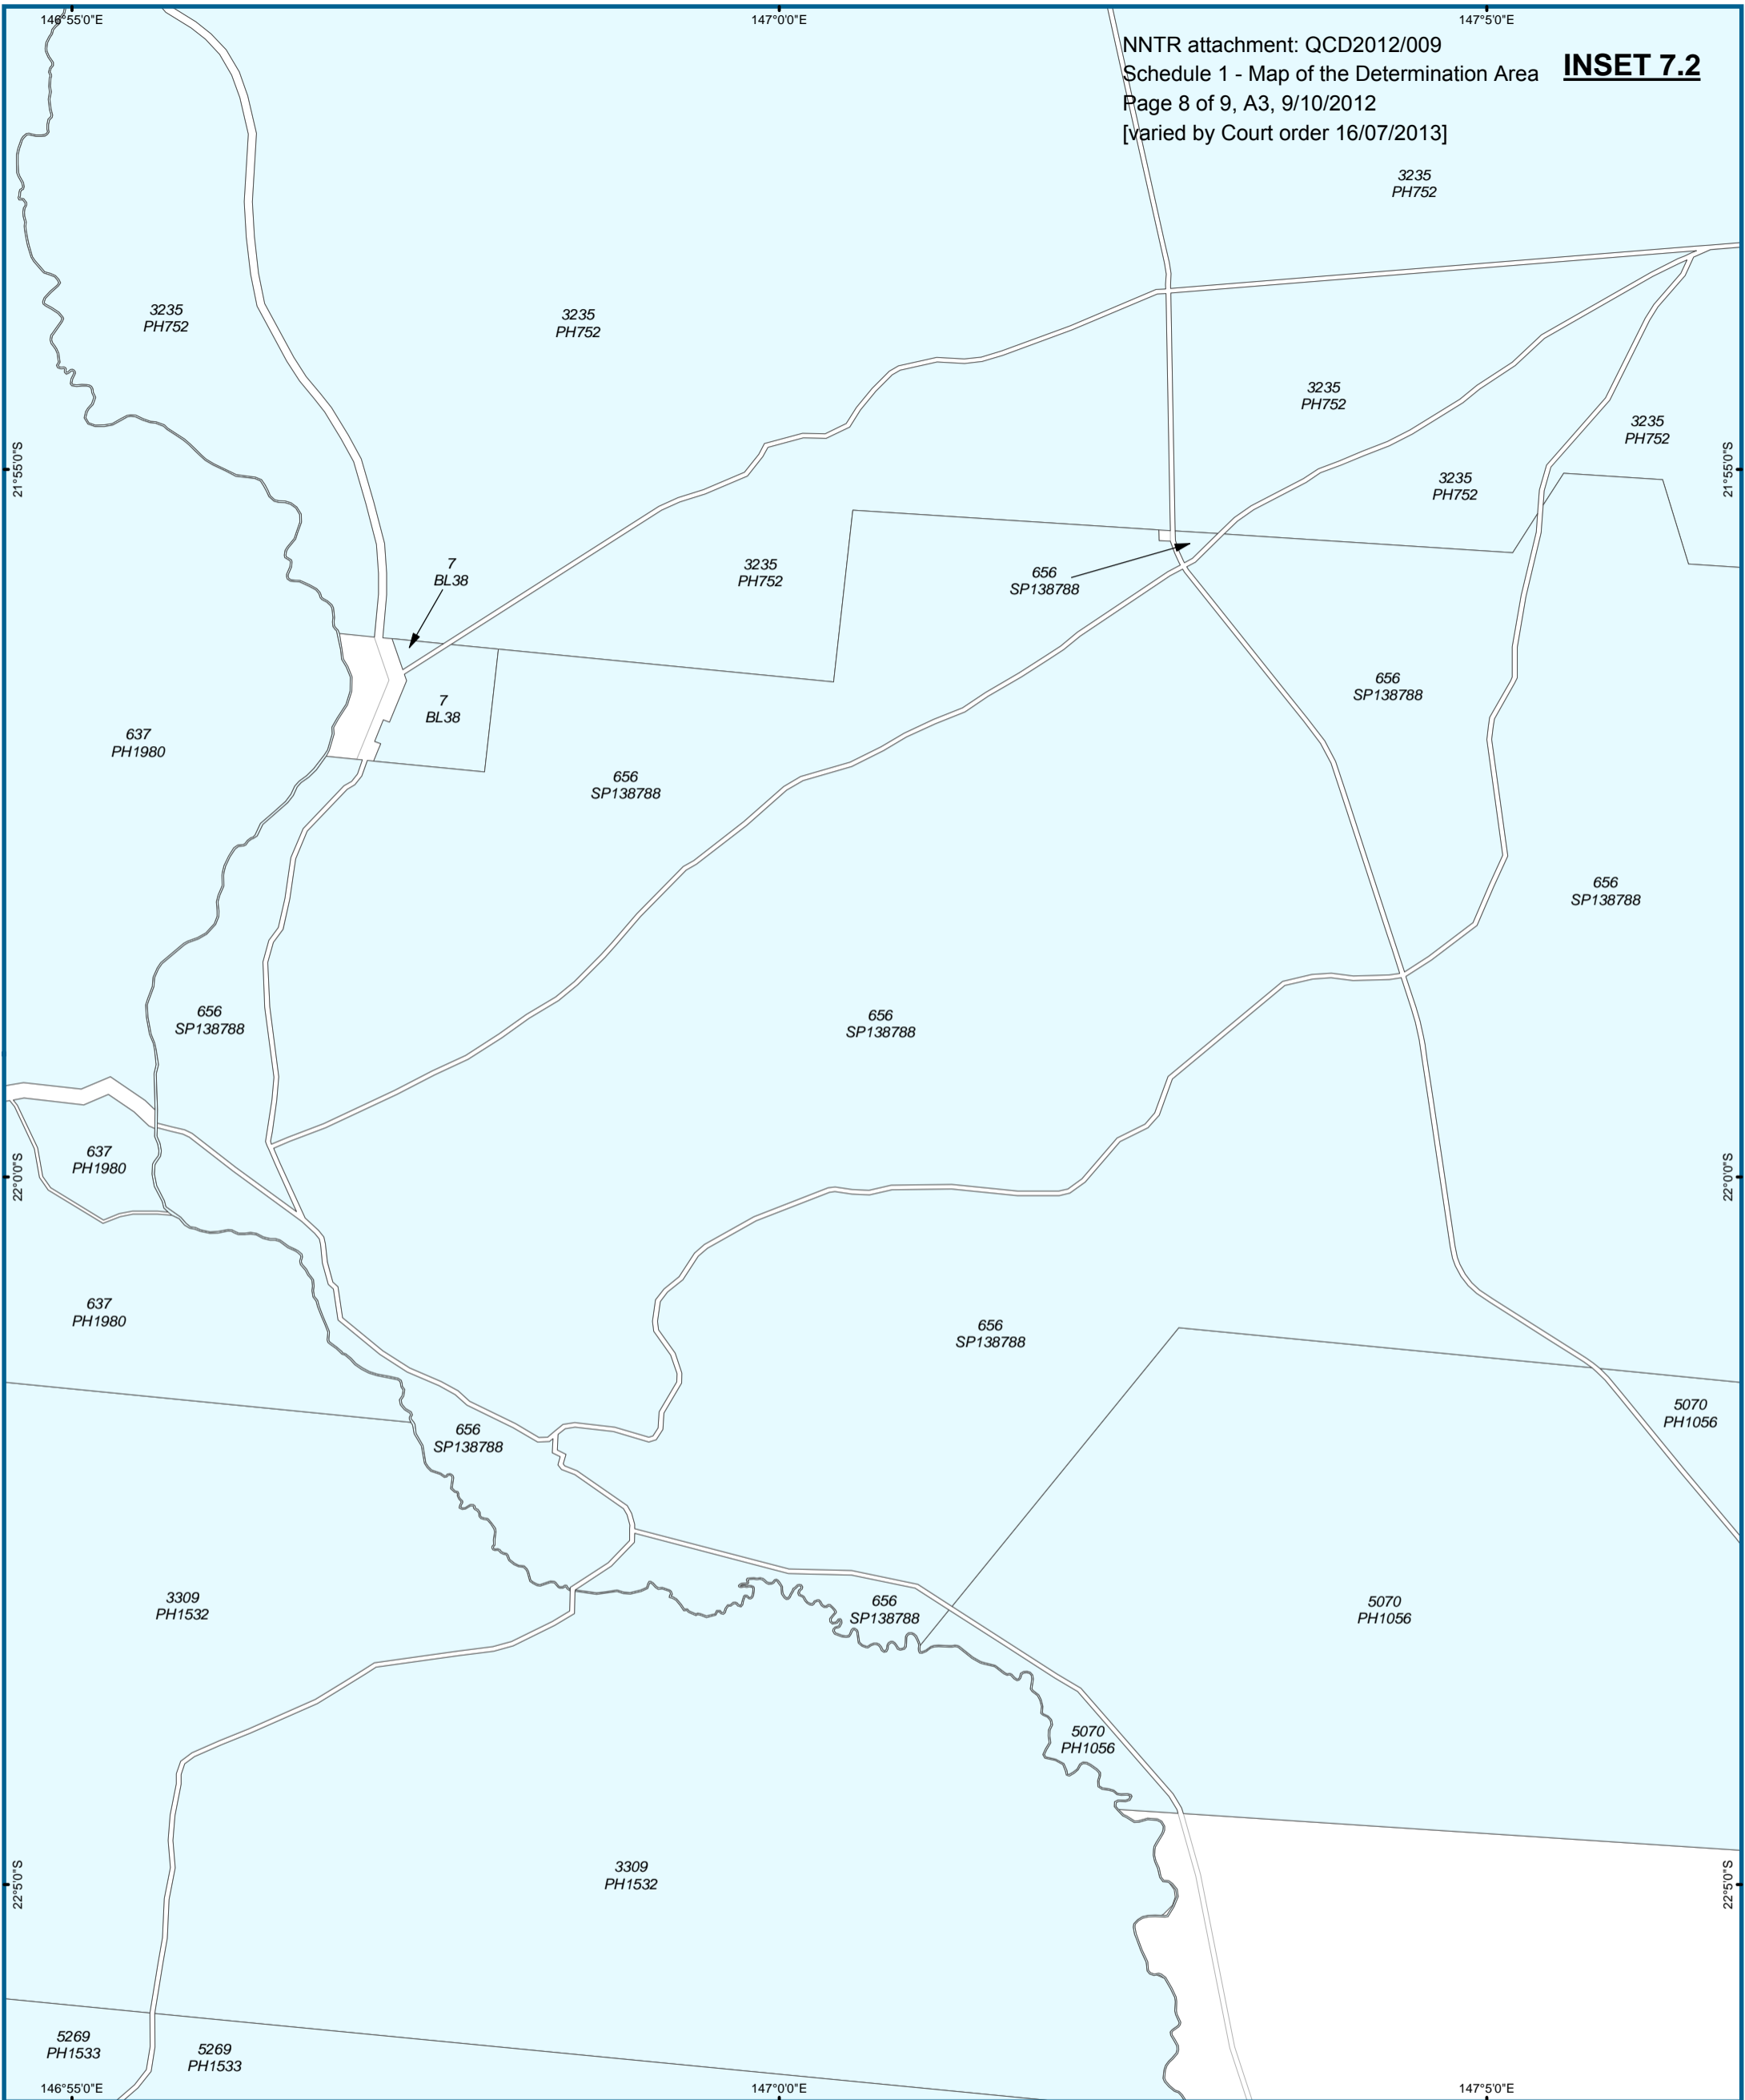 146°55'0"E
147°0'0"E
147°5'0"E
NNTR attachment: QCD2012/009
Schedule 1 - Map of the Determination Area
Page 8 of 9, A3, 9/10/2012
[varied by Court order 16/07/2013]
INSET 7.2
3235
PH752
3235
PH752
3235
PH752
3235
PH752
3235
PH752
21°55'0"S
21°55'0"S
3235
PH752
7
BL38
3235
PH752
656
SP138788
656
SP138788
7
BL38
637
PH1980
656
SP138788
656
SP138788
656
SP138788
656
SP138788
637
PH1980
22°0'0"S
22°0'0"S
637
PH1980
656
SP138788
5070
PH1056
656
SP138788
3309
PH1532
656
SP138788
5070
PH1056
5070
PH1056
3309
PH1532
22°5'0"S
22°5'0"S
5269
PH1533
5269
PH1533
146°55'0"E
147°0'0"E
147°5'0"E